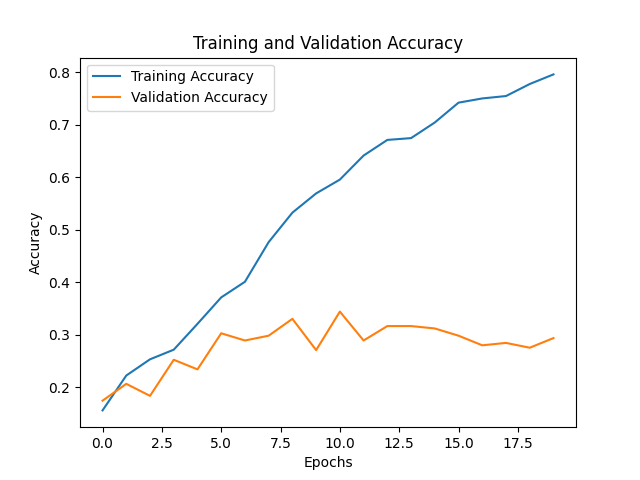 Training and Validation Accuracy
Training Accuracy
Validation Accuracy
Accuracy
0.8
0.7
0.6
0.5
0.4
0.3
0.2
0.0 2.5 5.0 7.5 10.0 12.5 15.0 17.5
Epochs